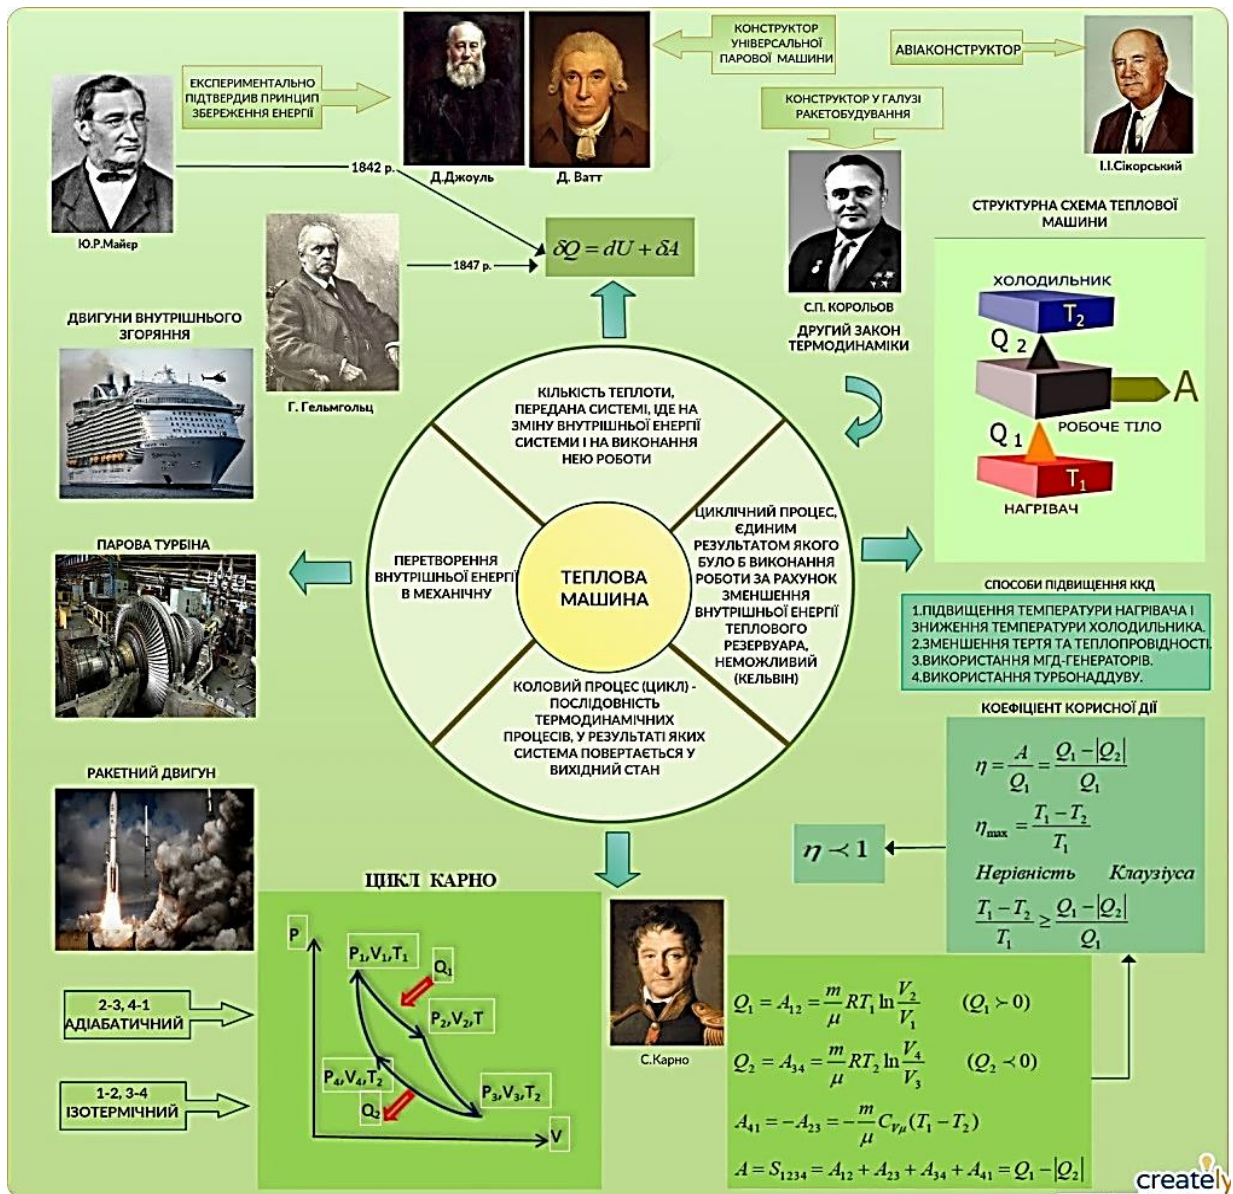 КОНСТРУКТОР
УНІВЕРСАЛЬНОЇ
ПАРОВОЇ МАШИНИ
АВІАКОНСТРУКТОР
ЕКСПЕРИМЕНТАЛЬНО
ПІДТВЕРДИВ ПРИНЦИП
ЗБЕРЕЖЕННЯ ЕНЕРГІЇ
КОНСТРУКТОР У ГАЛУЗІ
РАКЕТОБУДУВАННЯ
1842 р.
Д.Джоуль
Д. Ватт
І.І.Сікорський
Ю.Р.Майєр
1847 р.
δQ = dU + δA
С.П. КОРОЛЬОВ
СТРУКТУРНА СХЕМА ТЕПЛОВОЇ
МАШИНИ
ДРУГИЙ ЗАКОН
ТЕРМОДИНАМІКИ
ХОЛОДИЛЬНИК
T₂
Q ₂
A
РОБОЧЕ ТІЛО
Q ₁
T₁
НАГРІВАЧ
ДВИГУНИ ВНУТРІШНЬОГО
ЗГОРЯННЯ
Г. Гельмгольц
КІЛЬКІСТЬ ТЕПЛОТИ,
ПЕРЕДАНА СИСТЕМІ, ІДЕ НА
ЗМІНУ ВНУТРІШНЬОЇ ЕНЕРГІЇ
СИСТЕМИ І НА ВИКОНАННЯ
НЕЮ РОБОТИ
ЦИКЛІЧНИЙ ПРОЦЕС,
ЄДИНИМ
РЕЗУЛЬТАТОМ ЯКОГО
БУЛО Б ВИКОНАННЯ
РОБОТИ ЗА РАХУНОК
ЗМЕНШЕННЯ
ВНУТРІШНЬОЇ ЕНЕРГІЇ
ТЕПЛОВОГО
РЕЗЕРВУАРА,
НЕМОЖЛИВИЙ
(КЕЛЬВІН)
ПЕРЕТВОРЕННЯ
ВНУТРІШНЬОЇ ЕНЕРГІЇ
В МЕХАНІЧНУ
ТЕПЛОВА
МАШИНА
КОЛОВИЙ ПРОЦЕС (ЦИКЛ) -
ПОСЛІДОВНІСТЬ
ТЕРМОДИНАМІЧНИХ
ПРОЦЕСІВ, У РЕЗУЛЬТАТІ ЯКИХ
СИСТЕМА ПОВЕРТАЄТЬСЯ У
ВИХІДНИЙ СТАН
ПАРОВА ТУРБІНА
СПОСОБИ ПІДВИЩЕННЯ ККД
1.ПІДВИЩЕННЯ ТЕМПЕРАТУРИ НАГРІВАЧА І
ЗНИЖЕННЯ ТЕМПЕРАТУРИ ХОЛОДИЛЬНИКА.
2.ЗМЕНШЕННЯ ТЕРТЯ ТА ТЕПЛОПРОВІДНОСТІ.
3.ВИКОРИСТАННЯ МГД-ГЕНЕРАТОРІВ.
4.ВИКОРИСТАННЯ ТУРБОНАДДУВУ.
КОЕФІЦІЄНТ КОРИСНОЇ ДІЇ
η = A/Q₁ = (Q₁ − |Q₂|)/Q₁
η_max = (T₁ − T₂)/T₁
Нерівність Клаузіуса
(T₁ − T₂)/T₁ ≥ (Q₁ − |Q₂|)/Q₁
η ≺ 1
РАКЕТНИЙ ДВИГУН
ЦИКЛ КАРНО
P
P₁,V₁,T₁
Q₁
P₂,V₂,T
P₄,V₄,T₂
P₃,V₃,T₂
Q₂
V
2-3, 4-1
АДІАБАТИЧНИЙ
1-2, 3-4
ІЗОТЕРМІЧНИЙ
С.Карно
Q₁ = A₁₂ = m/μ RT₁ ln V₂/V₁ (Q₁ ≻ 0)
Q₂ = A₃₄ = m/μ RT₂ ln V₄/V₃ (Q₂ ≺ 0)
A₄₁ = −A₂₃ = −m/μ C_Vμ(T₁ − T₂)
A = S₁₂₃₄ = A₁₂ + A₂₃ + A₃₄ + A₄₁ = Q₁ − |Q₂|
creately